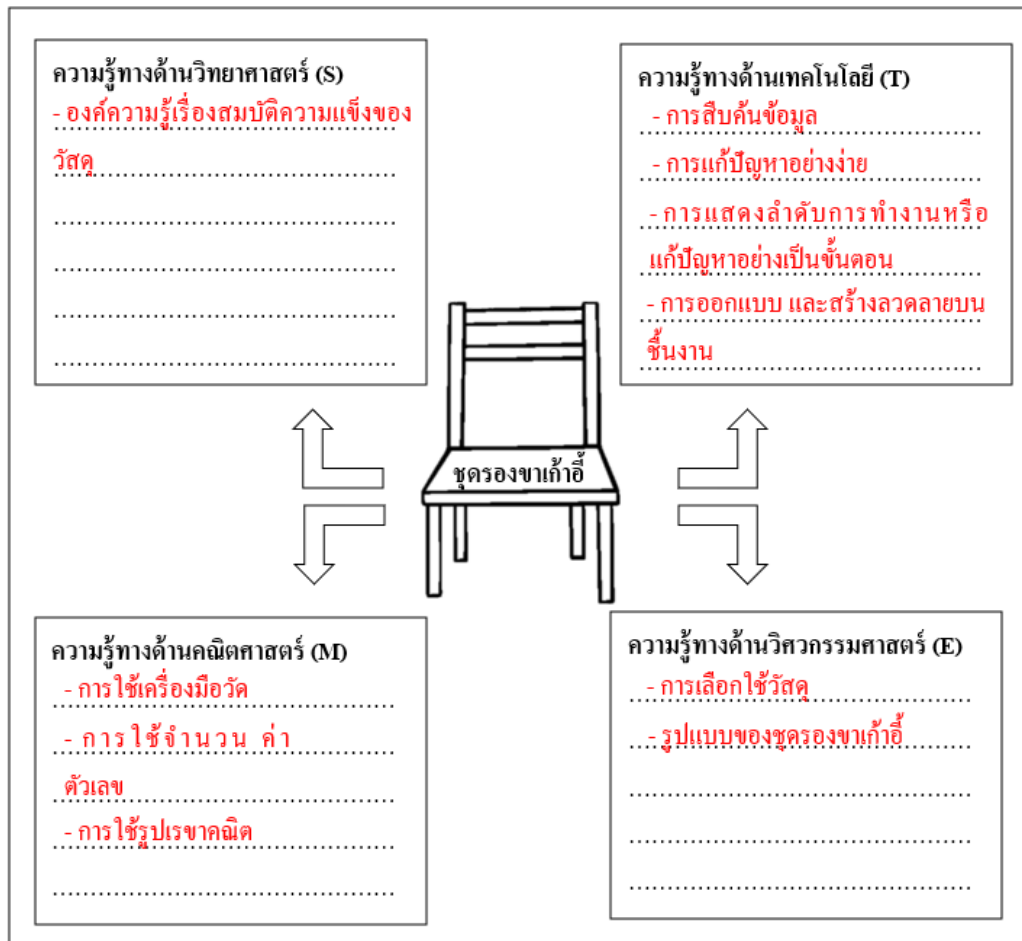 ความรู้ทางด้านวิทยาศาสตร์ (S)
- องค์ความรู้เรื่องสมบัติความแข็งของ
วัสดุ
ความรู้ทางด้านเทคโนโลยี (T)
- การสืบค้นข้อมูล
- การแก้ปัญหาอย่างง่าย
- การแสดงลำดับการทำงานหรือ
แก้ปัญหาอย่างเป็นขั้นตอน
- การออกแบบ และสร้างลวดลายบน
ชิ้นงาน
ชุดรองขาเก้าอี้
ความรู้ทางด้านคณิตศาสตร์ (M)
- การใช้เครื่องมือวัด
- การใช้จำนวน ค่า
ตัวเลข
- การใช้รูปเรขาคณิต
ความรู้ทางด้านวิศวกรรมศาสตร์ (E)
- การเลือกใช้วัสดุ
- รูปแบบของชุดรองขาเก้าอี้